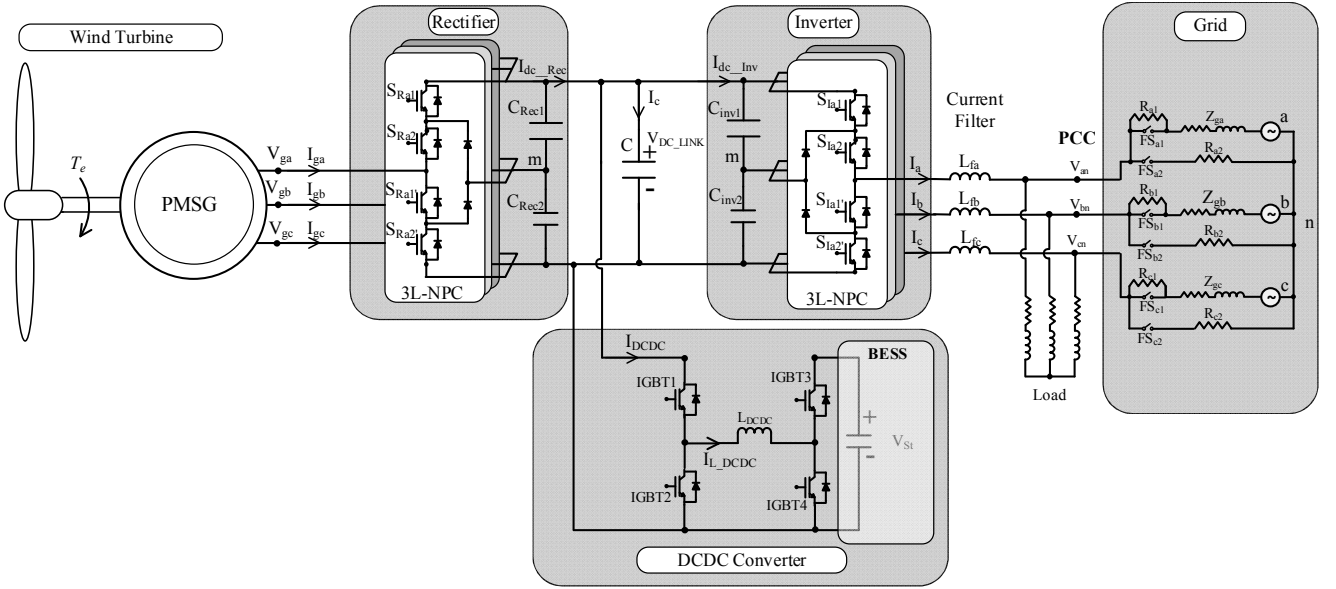 Wind Turbine
Rectifier
Inverter
Grid
T_e
PMSG
V_ga
I_ga
V_gb
I_gb
V_gc
I_gc
S_Ra1
S_Ra2
S_Ra1'
S_Ra2'
3L-NPC
I_dc__Rec
C_Rec1
m
C_Rec2
I_c
C
+
V_DC_LINK
-
I_dc__Inv
C_inv1
m
C_inv2
S_Ia1
S_Ia2
S_Ia1'
S_Ia2'
3L-NPC
Current
Filter
I_a
L_fa
I_b
L_fb
I_c
L_fc
PCC
V_an
V_bn
V_cn
Load
R_a1
FS_a1
Z_ga
a
R_a2
FS_a2
R_b1
FS_b1
Z_gb
b
n
R_b2
FS_b2
R_c1
FS_c1
Z_gc
c
R_c2
FS_c2
I_DCDC
IGBT1
IGBT2
L_DCDC
I_L_DCDC
IGBT3
IGBT4
BESS
+
V_St
-
DCDC Converter